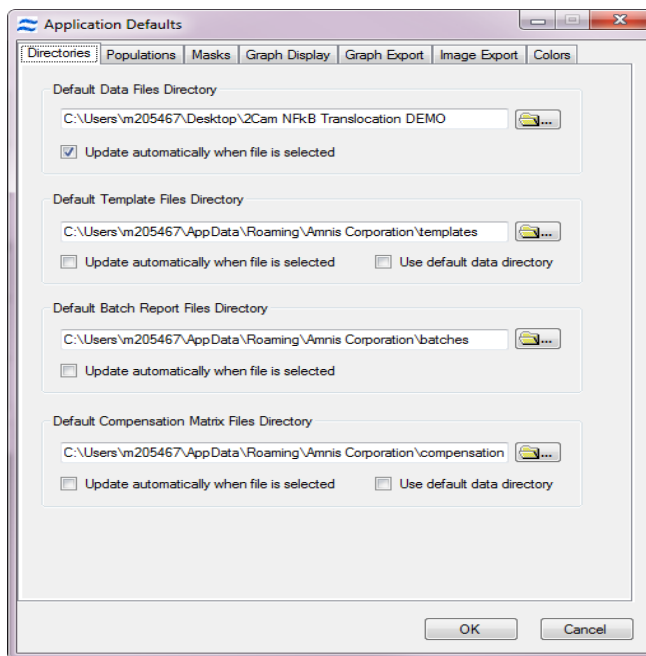 Application Defaults
Directories Populations Masks Graph Display Graph Export Image Export Colors
Default Data Files Directory
C:\Users\m205467\Desktop\2Cam NFkB Translocation DEMO ...
Update automatically when file is selected
Default Template Files Directory
C:\Users\m205467\AppData\Roaming\Amnis Corporation\templates ...
Update automatically when file is selected Use default data directory
Default Batch Report Files Directory
C:\Users\m205467\AppData\Roaming\Amnis Corporation\batches ...
Update automatically when file is selected
Default Compensation Matrix Files Directory
C:\Users\m205467\AppData\Roaming\Amnis Corporation\compensation ...
Update automatically when file is selected Use default data directory
OK Cancel